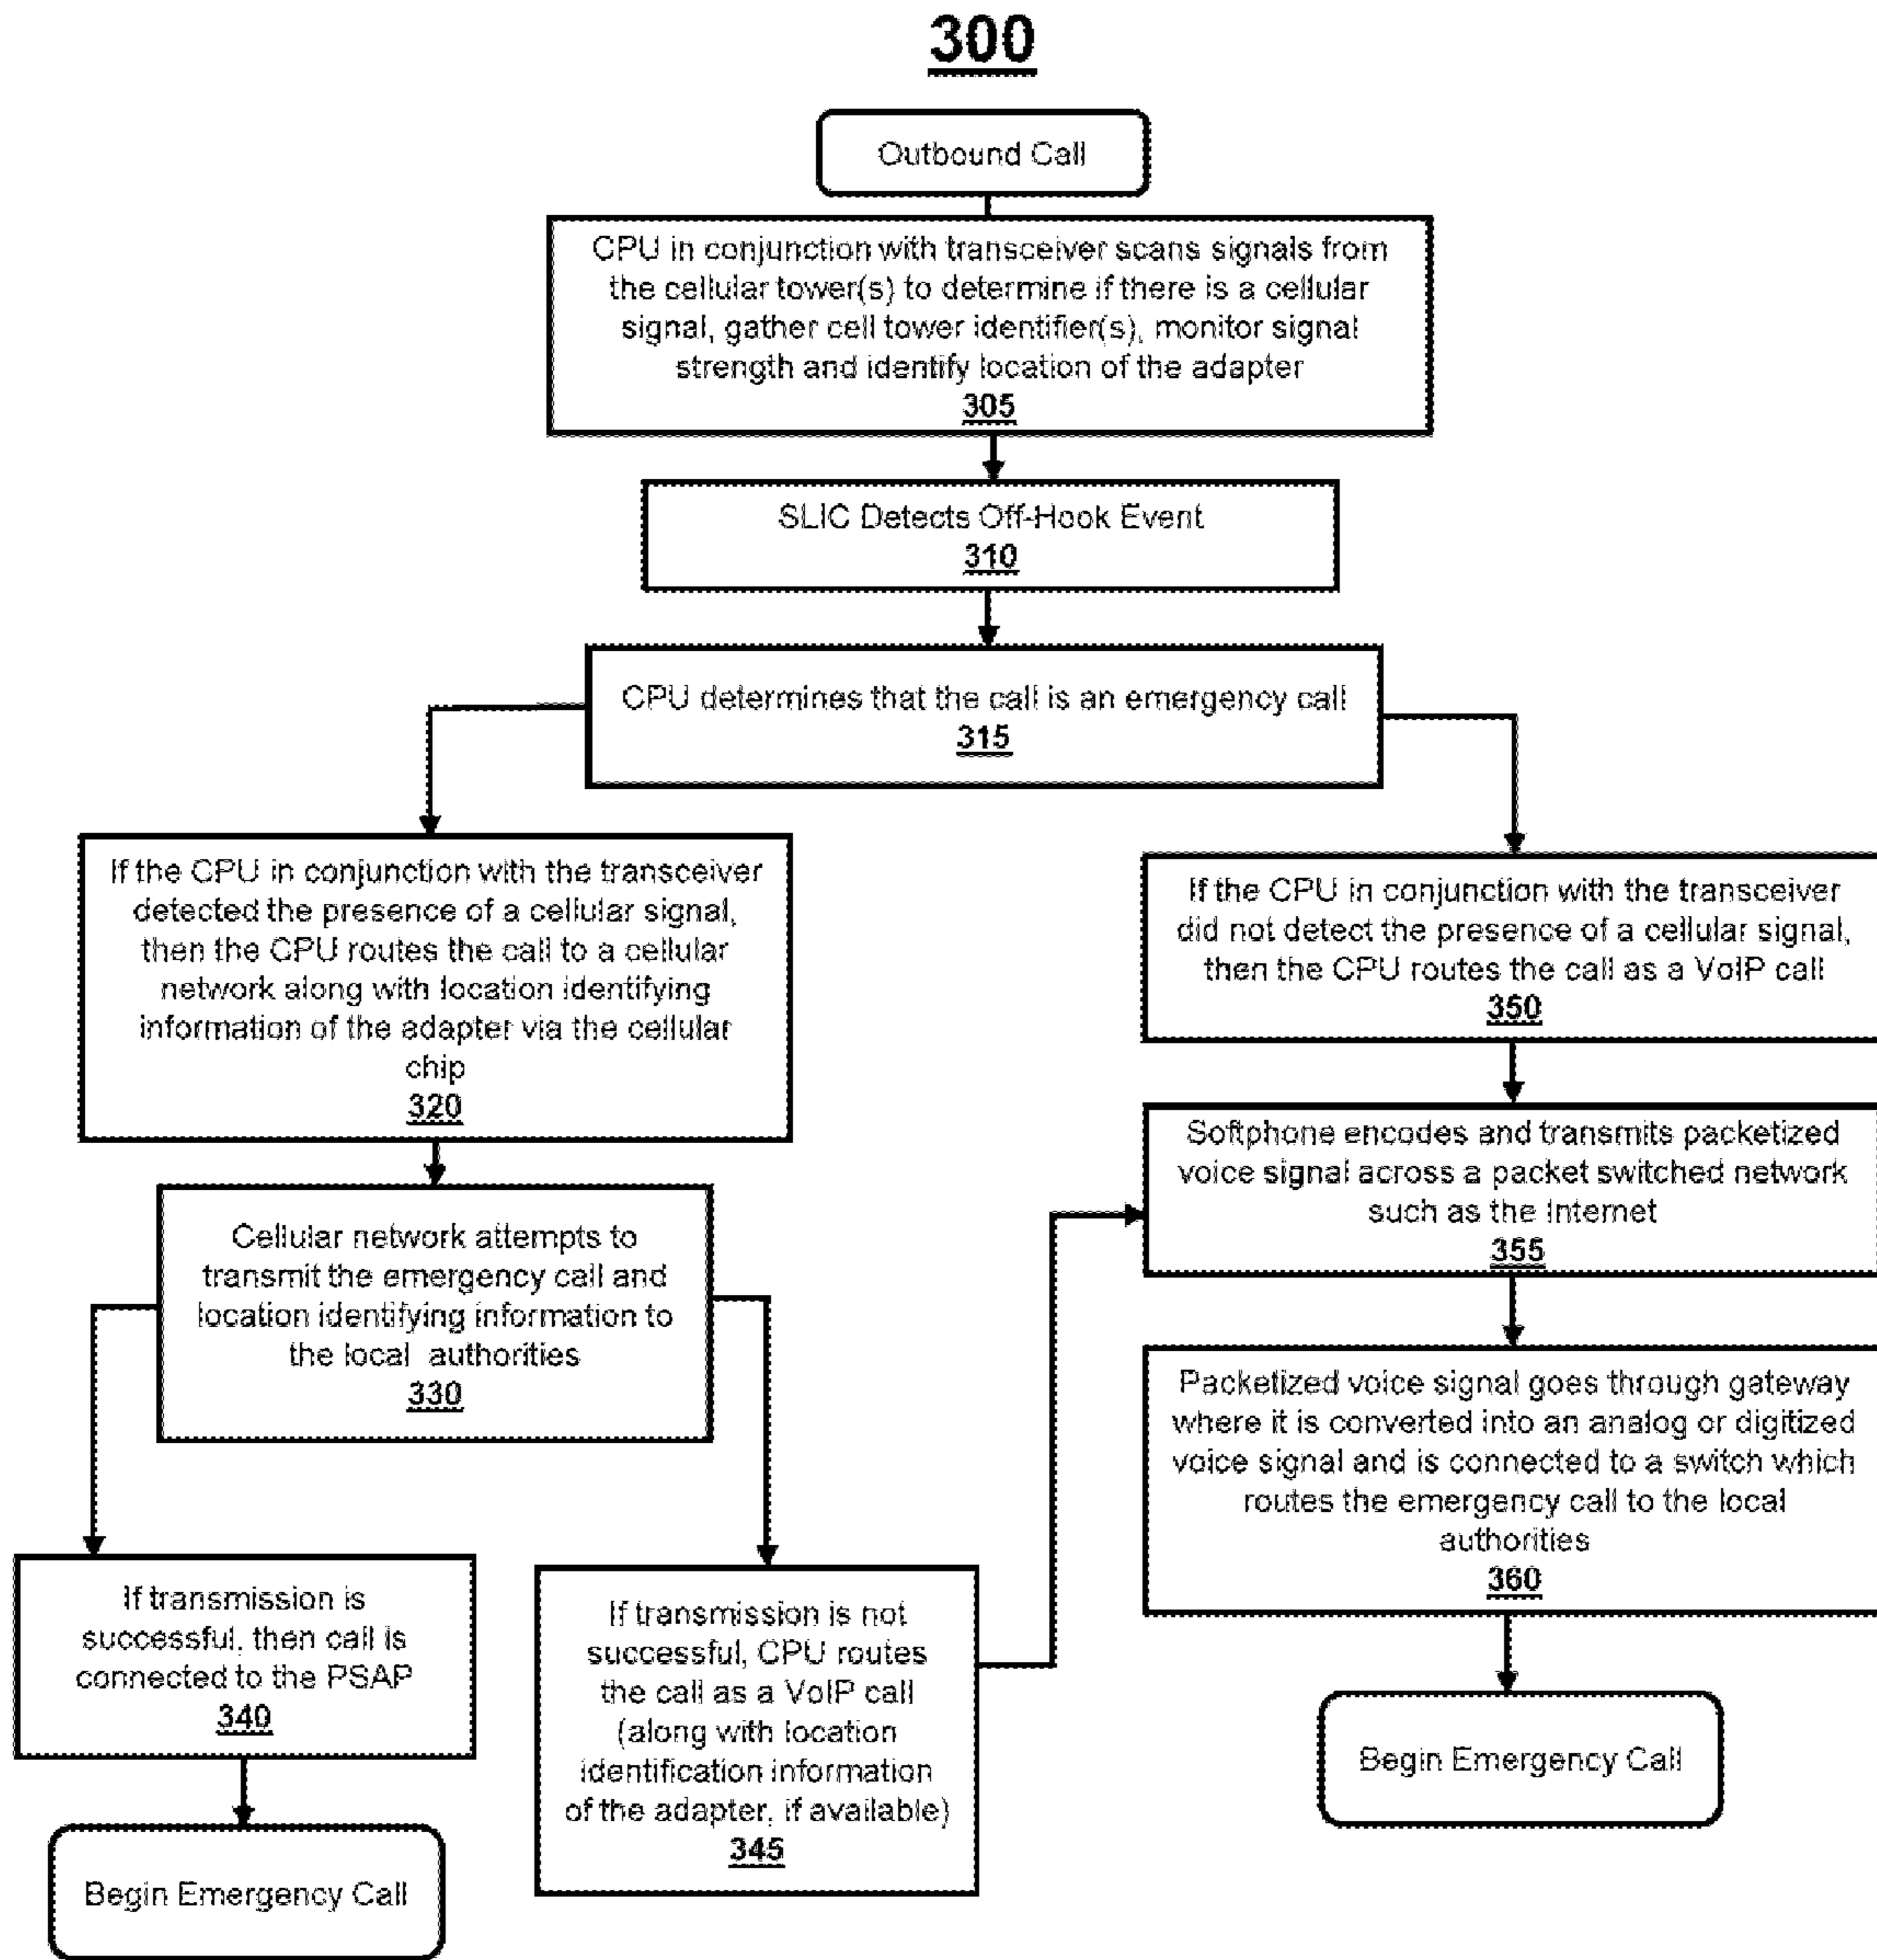 300
Outbound Call
CPU in conjunction with transceiver scans signals from
the cellular tower(s) to determine if there is a cellular
signal, gather cell tower identifier(s), monitor signal
strength and identify location of the adapter
305
SLIC Detects Off-Hook Event
310
CPU determines that the call is an emergency call
315
If the CPU in conjunction with the transceiver
detected the presence of a cellular signal,
then the CPU routes the call to a cellular
network along with location identifying
information of the adapter via the cellular
chip
320
Cellular network attempts to
transmit the emergency call and
location identifying information to
the local authorities
330
If transmission is
successful, then call is
connected to the PSAP
340
Begin Emergency Call
If transmission is not
successful, CPU routes
the call as a VoIP call
(along with location
identification information
of the adapter, if available)
345
If the CPU in conjunction with the transceiver
did not detect the presence of a cellular signal,
then the CPU routes the call as a VoIP call
350
Softphone encodes and transmits packetized
voice signal across a packet switched network
such as the Internet
355
Packetized voice signal goes through gateway
where it is converted into an analog or digitized
voice signal and is connected to a switch which
routes the emergency call to the local
authorities
360
Begin Emergency Call